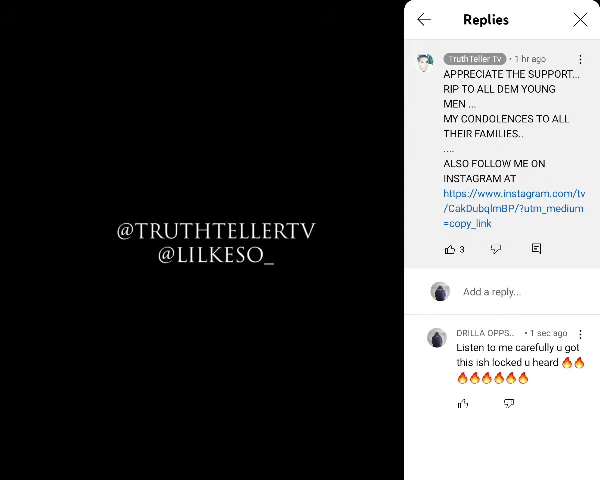 @TRUTHTELLERTV
@LILKESO_
Replies
TruthTeller Tv • 1 hr ago
APPRECIATE THE SUPPORT...
RIP TO ALL DEM YOUNG
MEN ...
MY CONDOLENCES TO ALL
THEIR FAMILIES..
....
ALSO FOLLOW ME ON
INSTAGRAM AT
https://www.instagram.com/tv
/CakDubqlmBP/?utm_medium
=copy_link
3
Add a reply...
DRILLA OPPS... • 1 sec ago
Listen to me carefully u got
this ish locked u heard 🔥🔥
🔥🔥🔥🔥🔥🔥